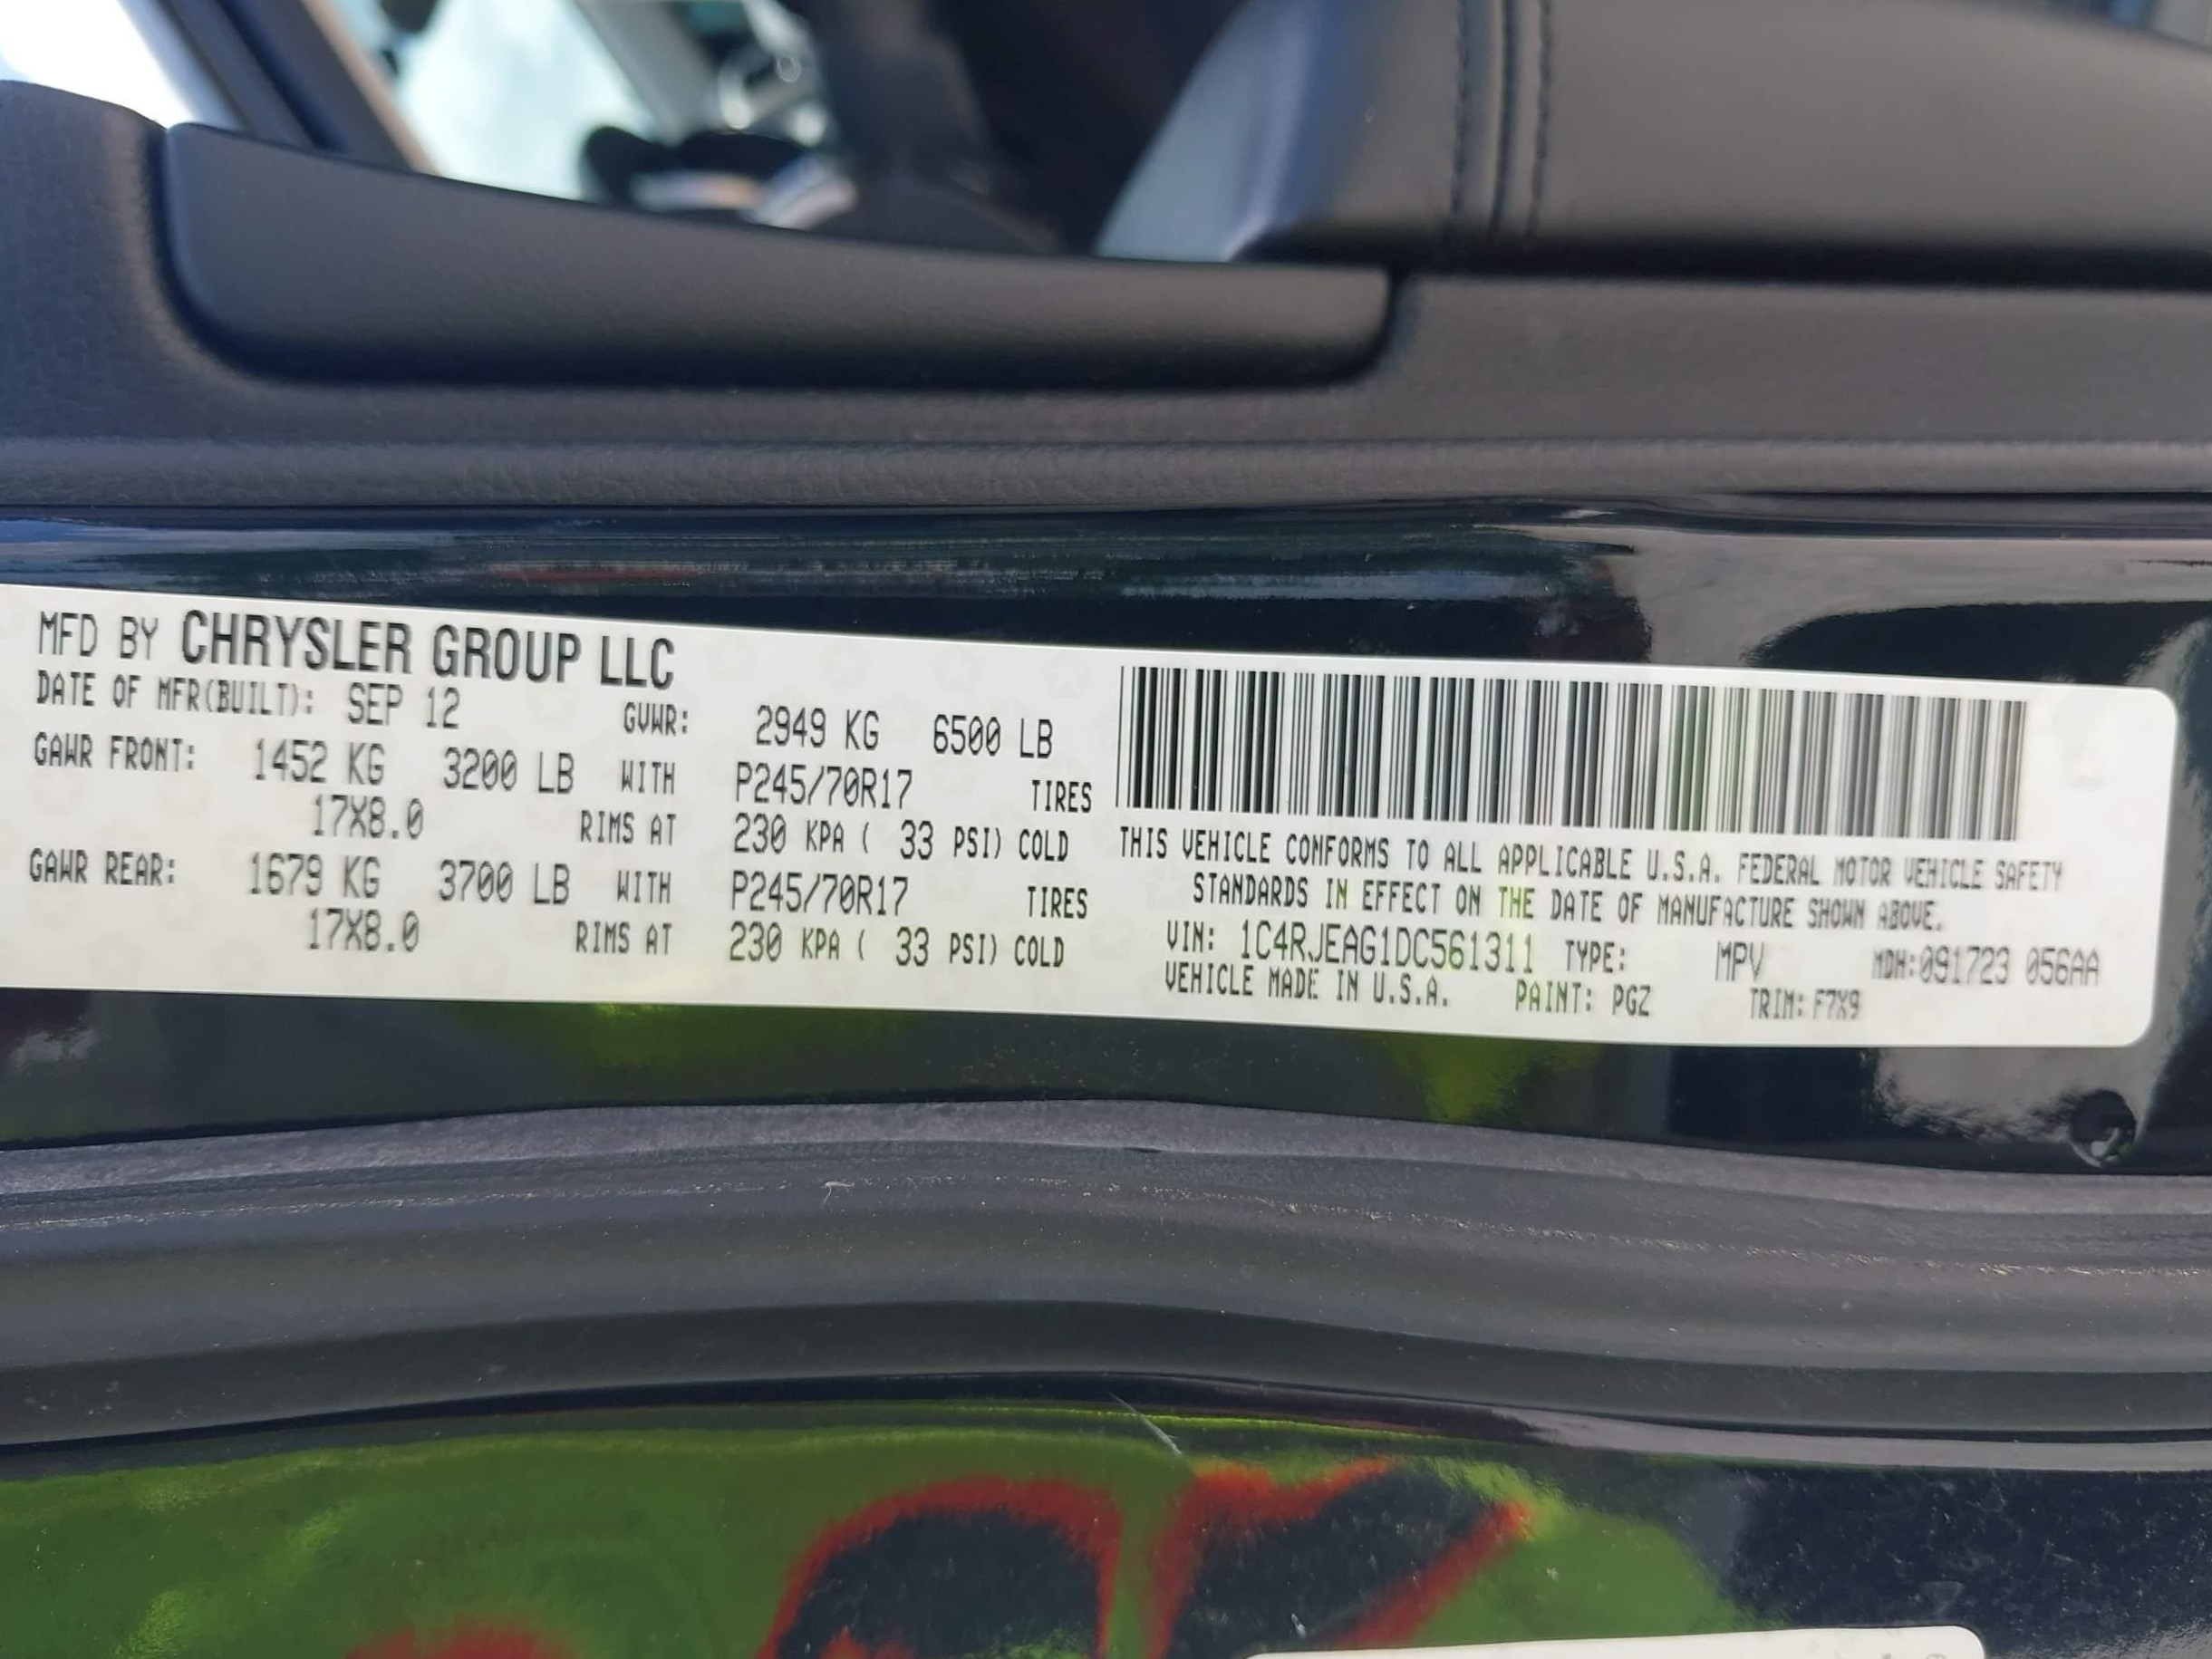 MFD BY CHRYSLER GROUP LLC
DATE OF MFR(BUILT): SEP 12 GVWR: 2949 KG 6500 LB
GAWR FRONT: 1452 KG 3200 LB WITH P245/70R17 TIRES
17X8.0 RIMS AT 230 KPA ( 33 PSI) COLD
GAWR REAR: 1679 KG 3700 LB WITH P245/70R17 TIRES
17X8.0 RIMS AT 230 KPA ( 33 PSI) COLD
THIS VEHICLE CONFORMS TO ALL APPLICABLE U.S.A. FEDERAL MOTOR VEHICLE SAFETY
STANDARDS IN EFFECT ON THE DATE OF MANUFACTURE SHOWN ABOVE.
VIN: 1C4RJEAG1DC561311 TYPE: MPV MDH:091723 056AA
VEHICLE MADE IN U.S.A. PAINT: PGZ TRIM: F7X9